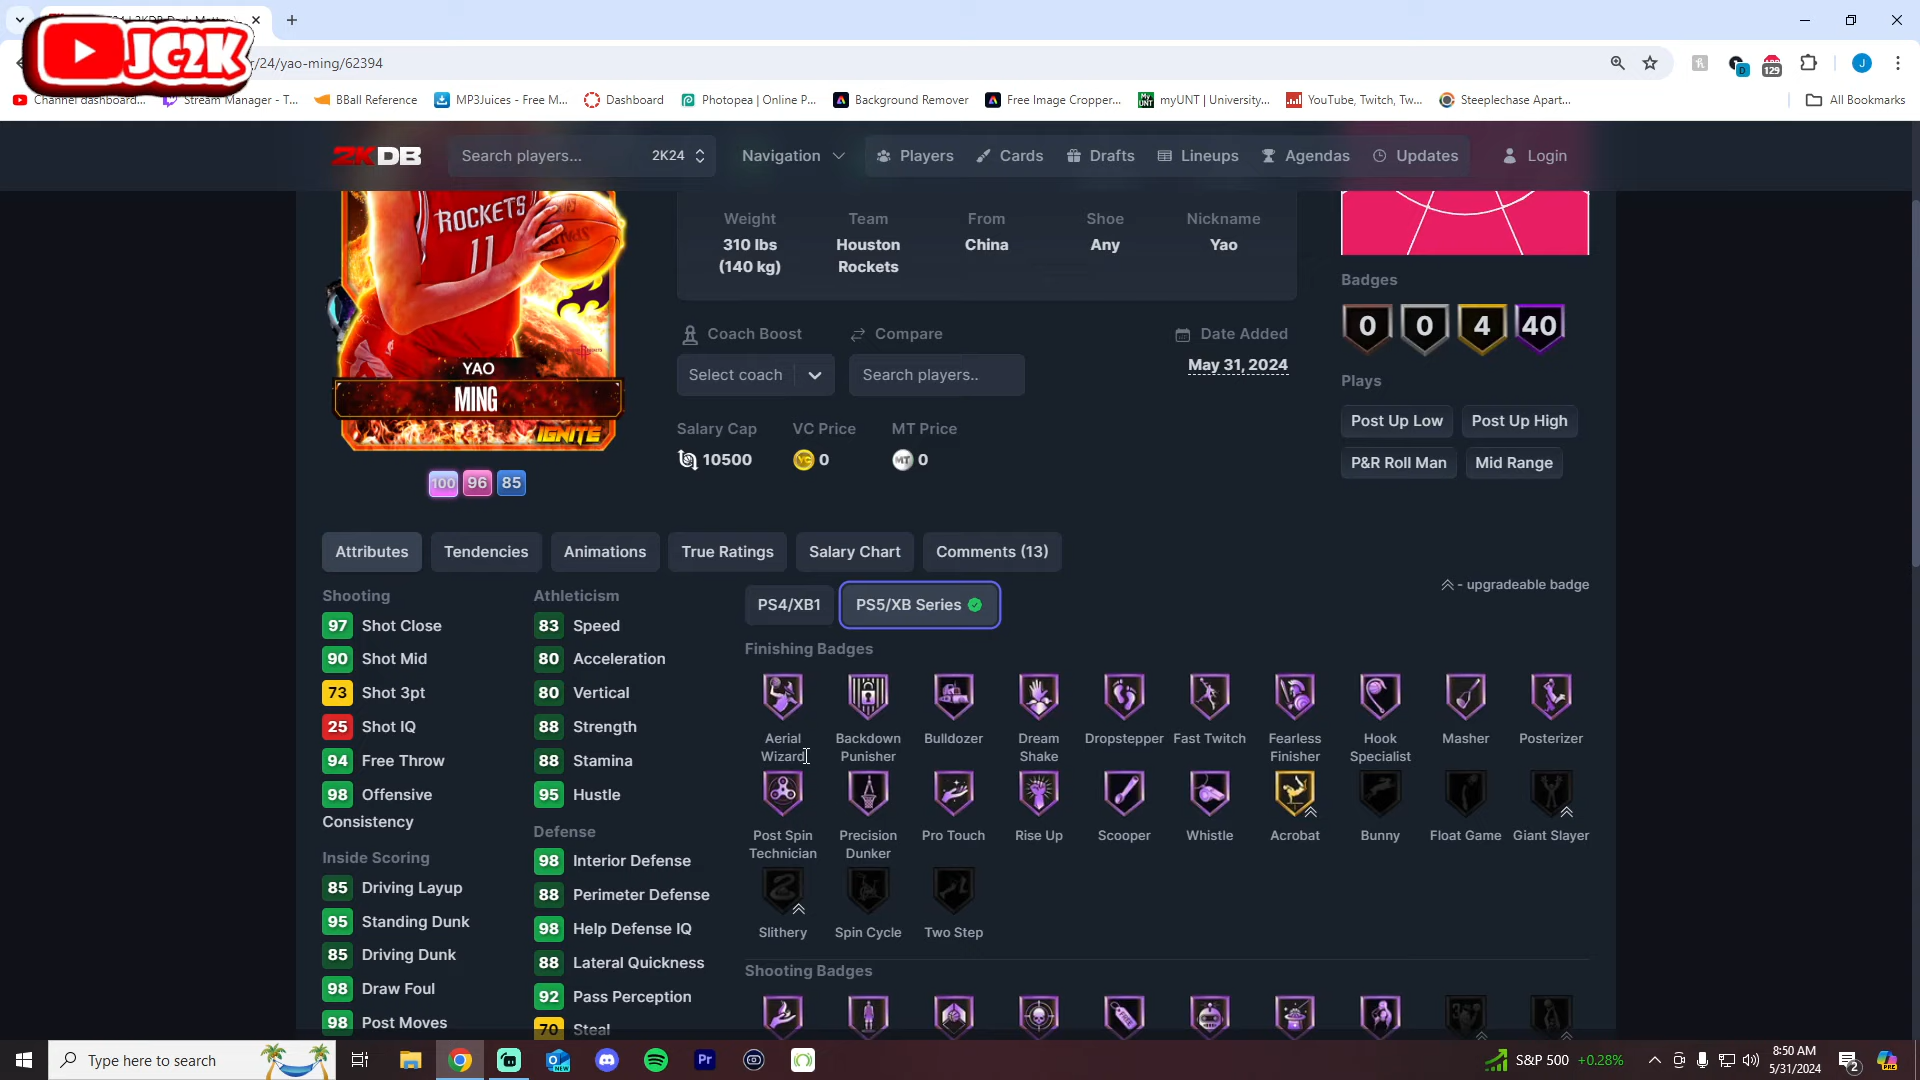 JC2K
r/24/yao-ming/62394
129
J
Channel dashboard...
Stream Manager - T...
BBall Reference
MP3Juices - Free M...
Dashboard
Photopea | Online P...
Background Remover
Free Image Cropper...
myUNT | University...
YouTube, Twitch, Tw...
Steeplechase Apart...
All Bookmarks
2KDB
Search players...
2K24
Navigation
Players
Cards
Drafts
Lineups
Agendas
Updates
Login
ROCKETS
11
YAO
MING
IGNITE
100 96 85
Weight
310 lbs
(140 kg)
Team
Houston
Rockets
From
China
Shoe
Any
Nickname
Yao
Coach Boost
Select coach
Compare
Search players..
Date Added
May 31, 2024
Salary Cap
10500
VC Price
VC 0
MT Price
MT 0
Badges
0 0 4 40
Plays
Post Up Low
Post Up High
P&R Roll Man
Mid Range
Attributes
Tendencies
Animations
True Ratings
Salary Chart
Comments (13)
Shooting
97 Shot Close
90 Shot Mid
73 Shot 3pt
25 Shot IQ
94 Free Throw
98 Offensive
Consistency
Inside Scoring
85 Driving Layup
95 Standing Dunk
85 Driving Dunk
98 Draw Foul
98 Post Moves
Athleticism
83 Speed
80 Acceleration
80 Vertical
88 Strength
88 Stamina
95 Hustle
Defense
98 Interior Defense
88 Perimeter Defense
98 Help Defense IQ
88 Lateral Quickness
92 Pass Perception
70 Steal
PS4/XB1
PS5/XB Series
- upgradeable badge
Finishing Badges
Aerial
Wizard
Backdown
Punisher
Bulldozer
Dream
Shake
Dropstepper
Fast Twitch
Fearless
Finisher
Hook
Specialist
Masher
Posterizer
Post Spin
Technician
Precision
Dunker
Pro Touch
Rise Up
Scooper
Whistle
Acrobat
Bunny
Float Game
Giant Slayer
Slithery
Spin Cycle
Two Step
Shooting Badges
Type here to search
S&P 500 +0.28%
8:50 AM
5/31/2024
2